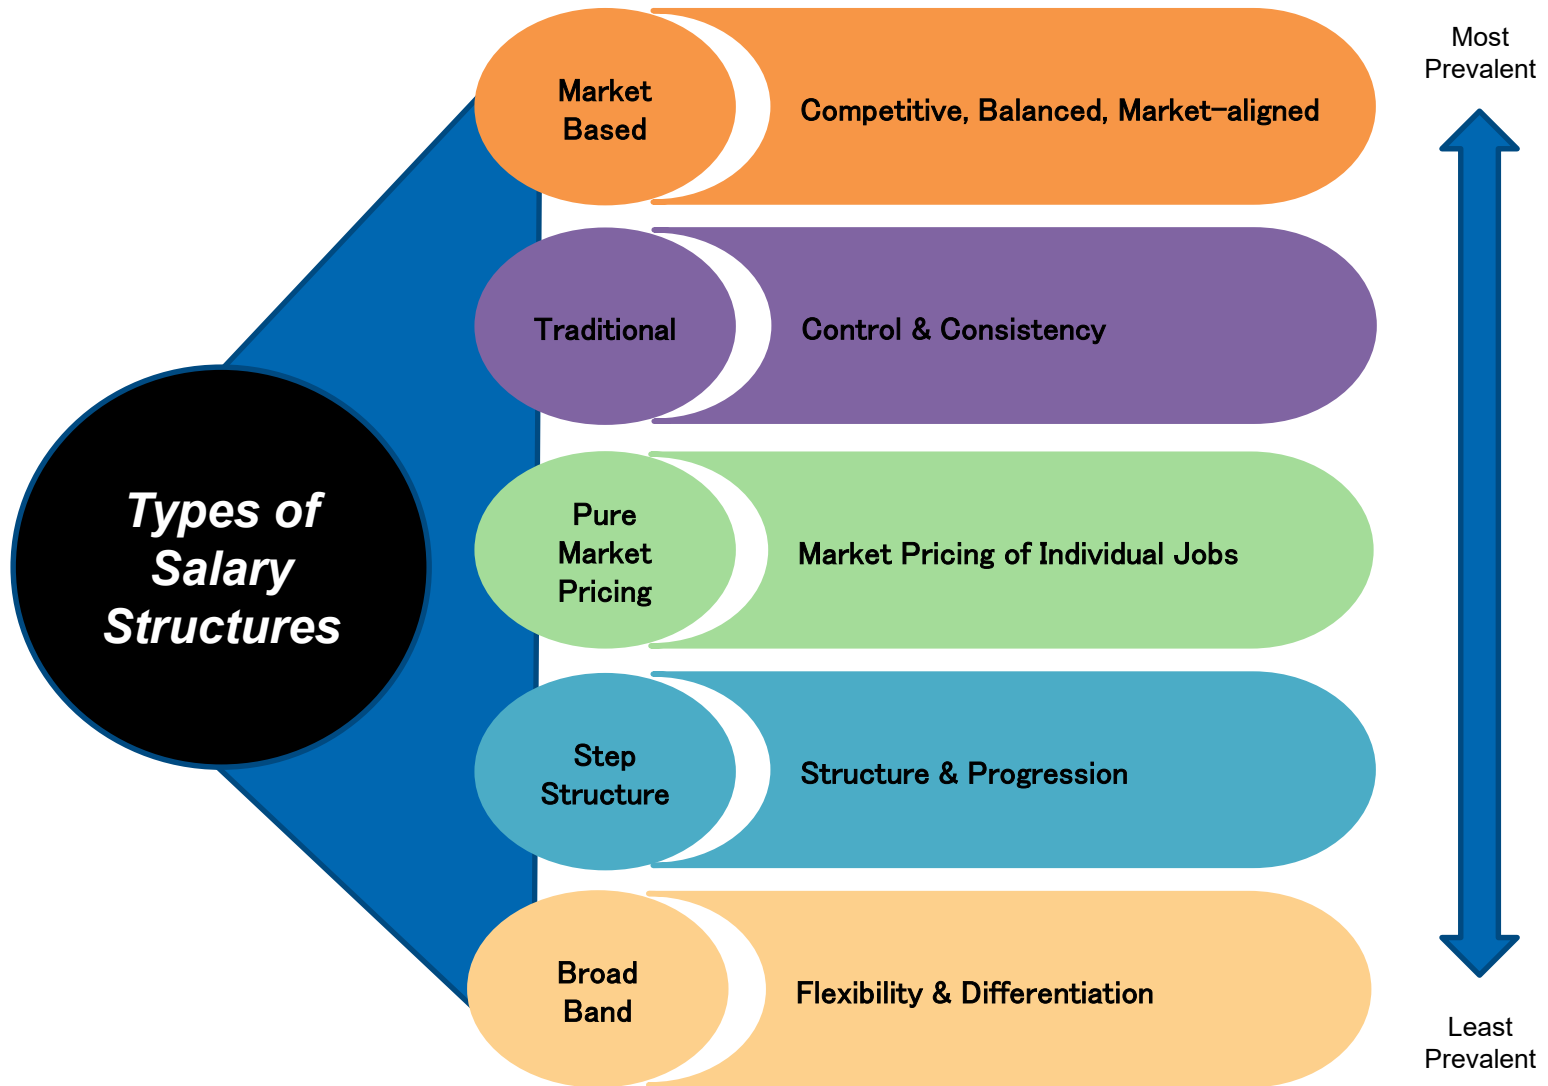 Types of
Salary
Structures
Market
Based
Competitive, Balanced, Market-aligned
Traditional
Control & Consistency
Pure
Market
Pricing
Market Pricing of Individual Jobs
Step
Structure
Structure & Progression
Broad
Band
Flexibility & Differentiation
Most
Prevalent
Least
Prevalent